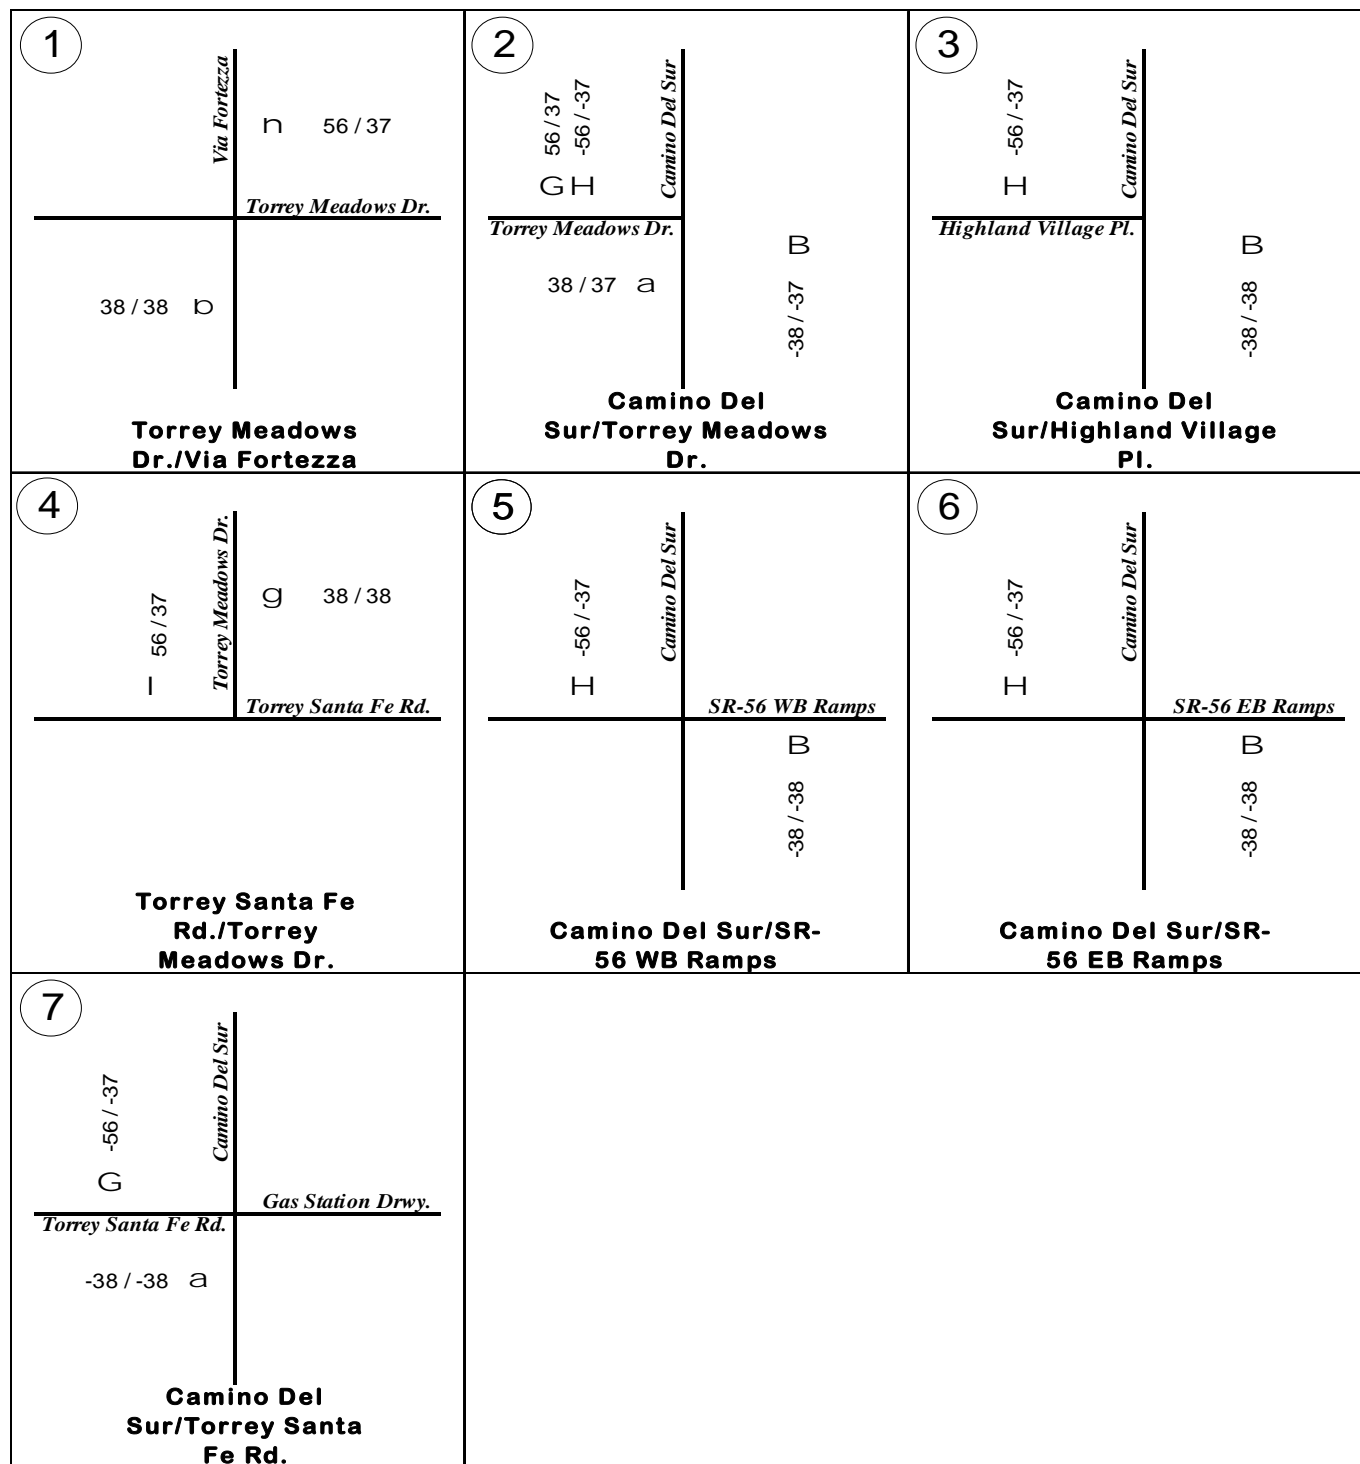 1
Via Fortezza
n 56 / 37
Torrey Meadows Dr.
38 / 38 b
Torrey Meadows
Dr./Via Fortezza
2
56 / 37
-56 / -37
Camino Del Sur
G H
Torrey Meadows Dr.
B
38 / 37 a
-38 / -37
Camino Del
Sur/Torrey Meadows
Dr.
3
-56 / -37
Camino Del Sur
H
Highland Village Pl.
B
-38 / -38
Camino Del
Sur/Highland Village
Pl.
4
Torrey Meadows Dr.
56 / 37
g 38 / 38
I
Torrey Santa Fe Rd.
Torrey Santa Fe
Rd./Torrey
Meadows Dr.
5
Camino Del Sur
-56 / -37
H
SR-56 WB Ramps
B
-38 / -38
Camino Del Sur/SR-
56 WB Ramps
6
Camino Del Sur
-56 / -37
H
SR-56 EB Ramps
B
-38 / -38
Camino Del Sur/SR-
56 EB Ramps
7
Camino Del Sur
-56 / -37
G
Gas Station Drwy.
Torrey Santa Fe Rd.
-38 / -38 a
Camino Del
Sur/Torrey Santa
Fe Rd.